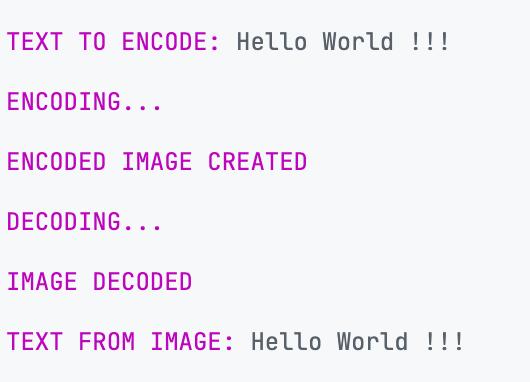 TEXT TO ENCODE: Hello World !!!
ENCODING...
ENCODED IMAGE CREATED
DECODING...
IMAGE DECODED
TEXT FROM IMAGE: Hello World !!!